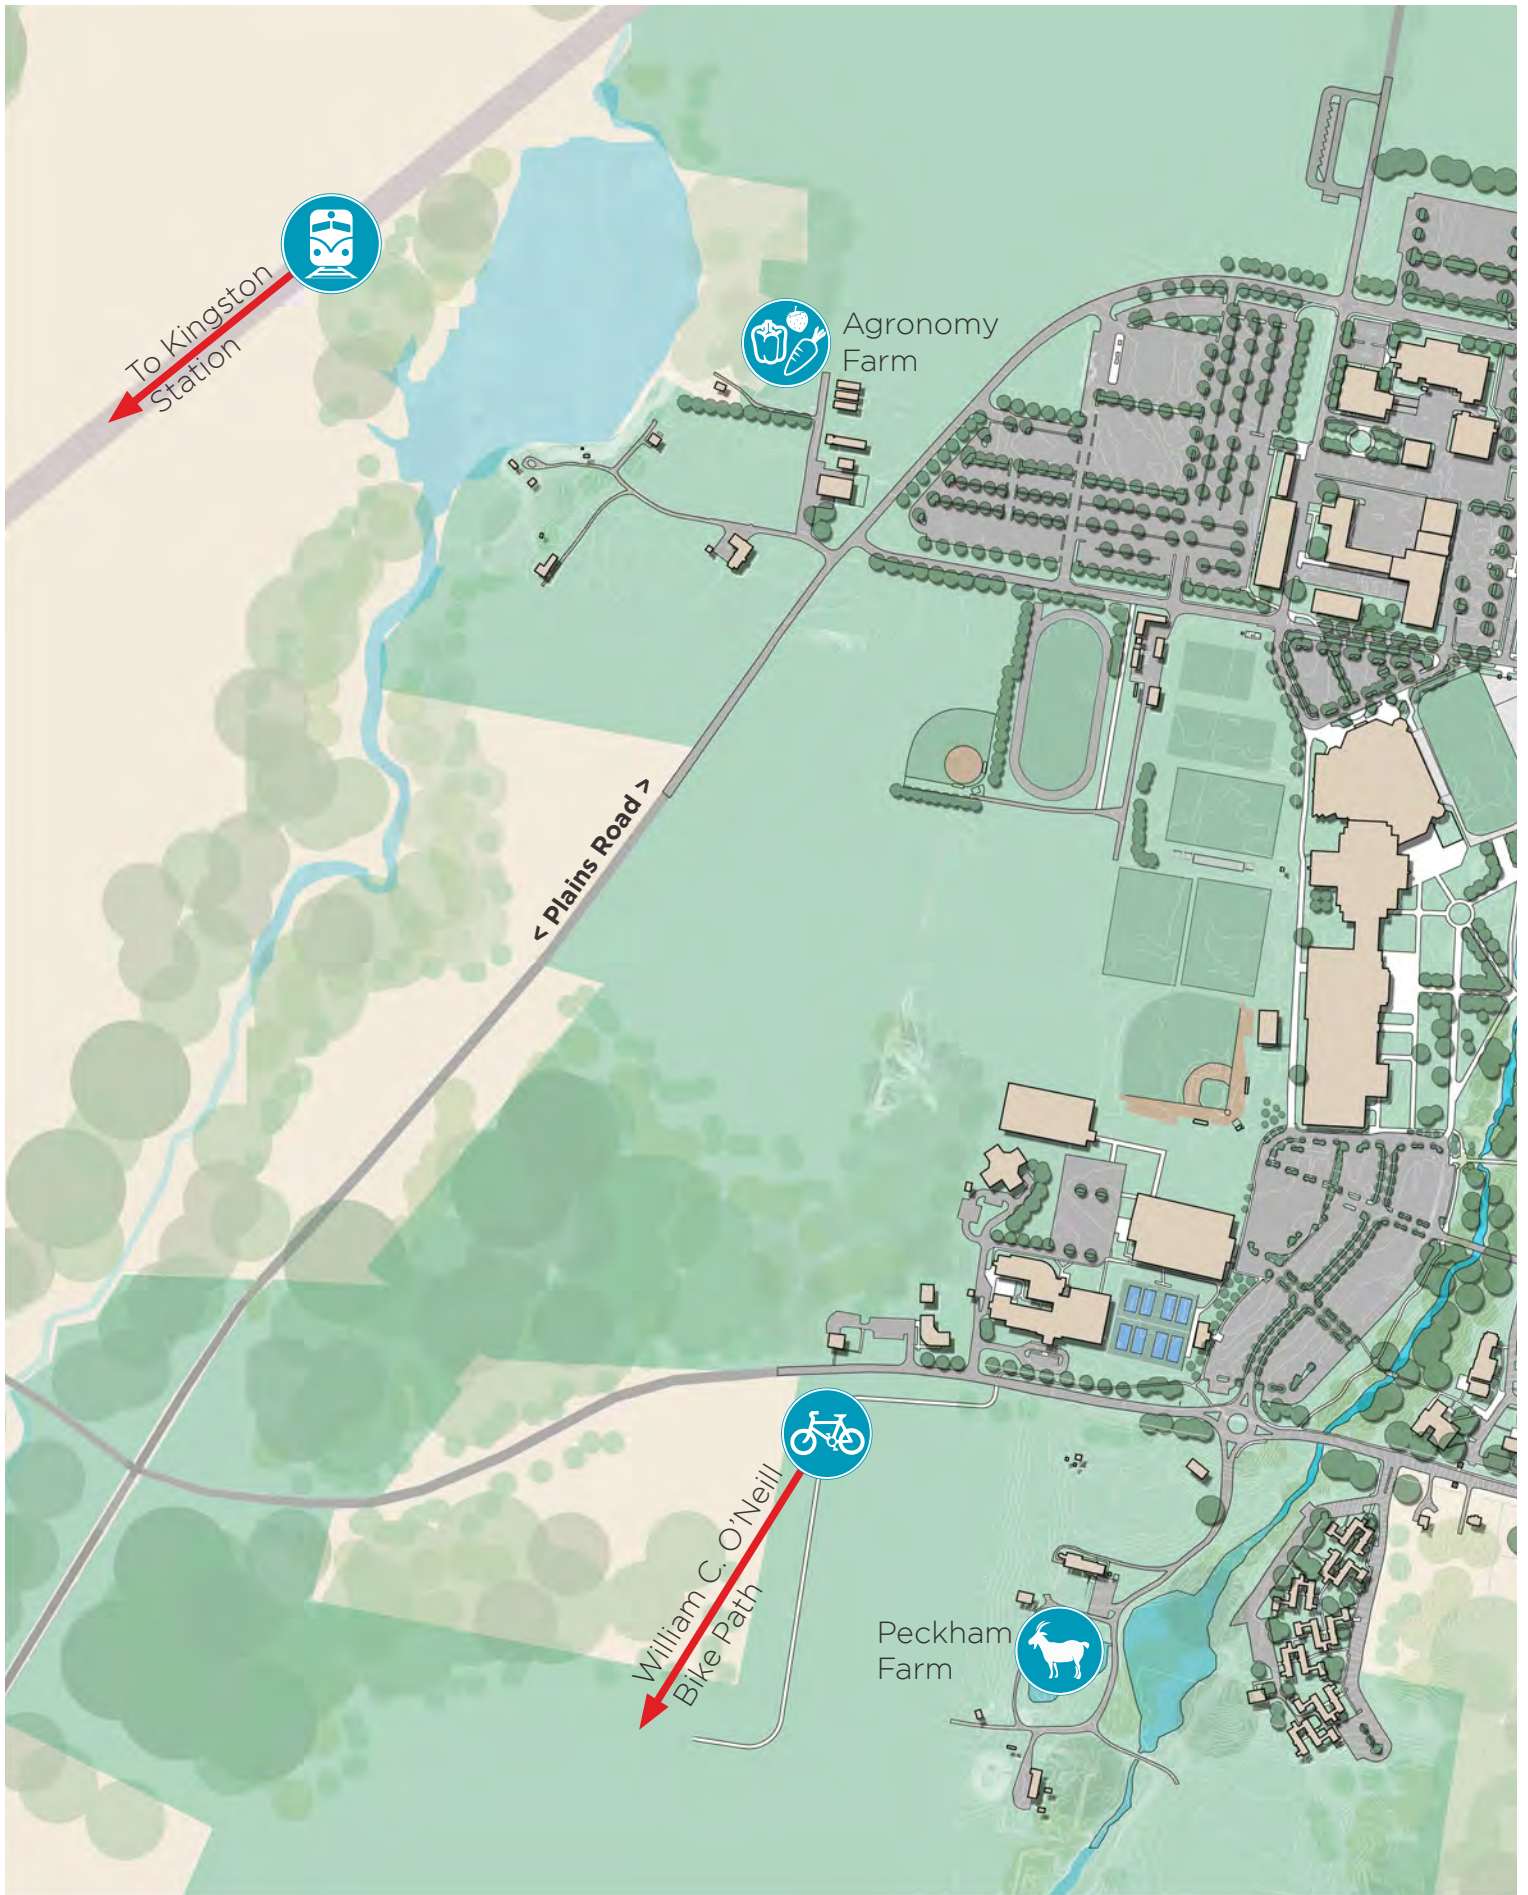 To Kingston
Station
Agronomy
Farm
< Plains Road >
William C. O'Neill
Bike Path
Peckham
Farm